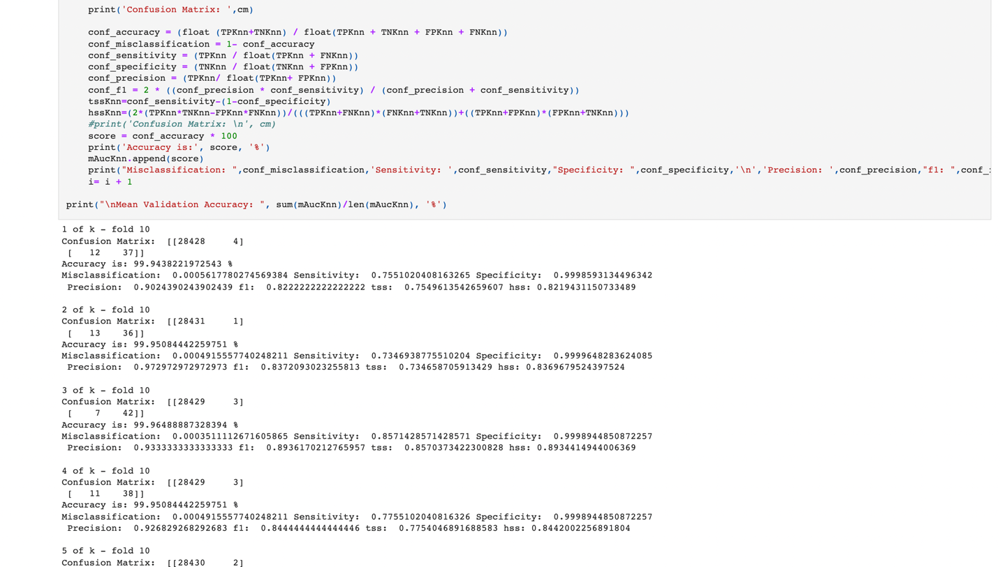 print('Confusion Matrix: ',cm)
conf_accuracy = (float (TPKnn+TNKnn) / float(TPKnn + TNKnn + FPKnn + FNKnn))
conf_misclassification = 1- conf_accuracy
conf_sensitivity = (TPKnn / float(TPKnn + FNKnn))
conf_specificity = (TNKnn / float(TNKnn + FPKnn))
conf_precision = (TPKnn/ float(TPKnn+ FPKnn))
conf_f1 = 2 * ((conf_precision * conf_sensitivity) / (conf_precision + conf_sensitivity))
tssKnn=conf_sensitivity-(1-conf_specificity)
hssKnn=(2*(TPKnn*TNKnn-FPKnn*FNKnn))/(((TPKnn+FNKnn)*(FNKnn+TNKnn))+((TPKnn+FPKnn)*(FPKnn+TNKnn)))
#print('Confusion Matrix: \n', cm)
score = conf_accuracy * 100
print('Accuracy is:', score, '%')
mAucKnn.append(score)
print("Misclassification: ",conf_misclassification,'Sensitivity: ',conf_sensitivity,"Specificity: ",conf_specificity,'\n','Precision: ',conf_precision,"f1: ",conf_
i= i + 1
print("\nMean Validation Accuracy: ", sum(mAucKnn)/len(mAucKnn), '%')
1 of k - fold 10
Confusion Matrix:  [[28428     4]
[   12    37]]
Accuracy is: 99.9438221972543 %
Misclassification:  0.0005617780274569384 Sensitivity:  0.7551020408163265 Specificity:  0.9998593134496342
Precision:  0.9024390243902439 f1:  0.8222222222222222 tss:  0.7549613542659607 hss: 0.8219431150733489
2 of k - fold 10
Confusion Matrix:  [[28431     1]
[   13    36]]
Accuracy is: 99.95084442259751 %
Misclassification:  0.0004915557740248211 Sensitivity:  0.7346938775510204 Specificity:  0.9999648283624085
Precision:  0.972972972972973 f1:  0.8372093023255813 tss:  0.734658705913429 hss: 0.8369679524397524
3 of k - fold 10
Confusion Matrix:  [[28429     3]
[    7    42]]
Accuracy is: 99.96488887328394 %
Misclassification:  0.0003511112671605865 Sensitivity:  0.8571428571428571 Specificity:  0.9998944850872257
Precision:  0.9333333333333333 f1:  0.8936170212765957 tss:  0.8570373422300828 hss: 0.8934414944006369
4 of k - fold 10
Confusion Matrix:  [[28429     3]
[   11    38]]
Accuracy is: 99.95084442259751 %
Misclassification:  0.0004915557740248211 Sensitivity:  0.7755102040816326 Specificity:  0.9998944850872257
Precision:  0.926829268292683 f1:  0.8444444444444446 tss:  0.7754046891688583 hss: 0.8442002256891804
5 of k - fold 10
Confusion Matrix:  [[28430     2]